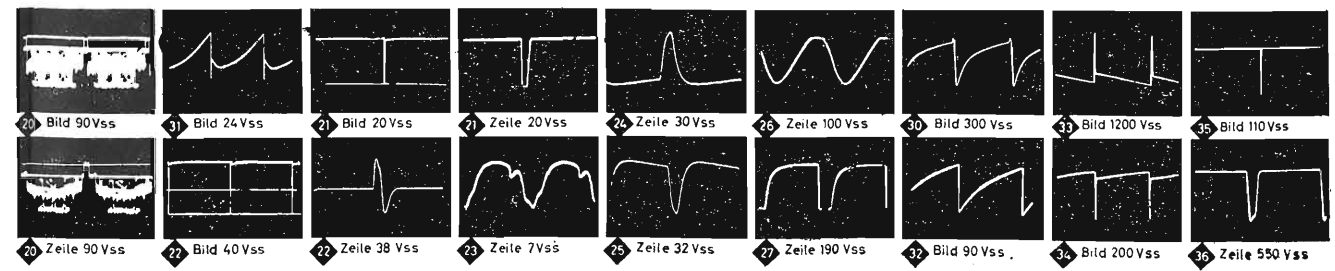 20 Bild 90Vss
31 Bild 24Vss
21 Bild 20Vss
21 Zeile 20Vss
24 Zeile 30Vss
26 Zeile 100Vss
30 Bild 300Vss
33 Bild 1200Vss
35 Bild 110Vss
20 Zeile 90Vss
22 Bild 40Vss
22 Zeile 38 Vss
23 Zeile 7Vss
25 Zeile 32Vss
27 Zeile 190Vss
32 Bild 90Vss.
34 Bild 200Vss
36 Zeile 550Vss